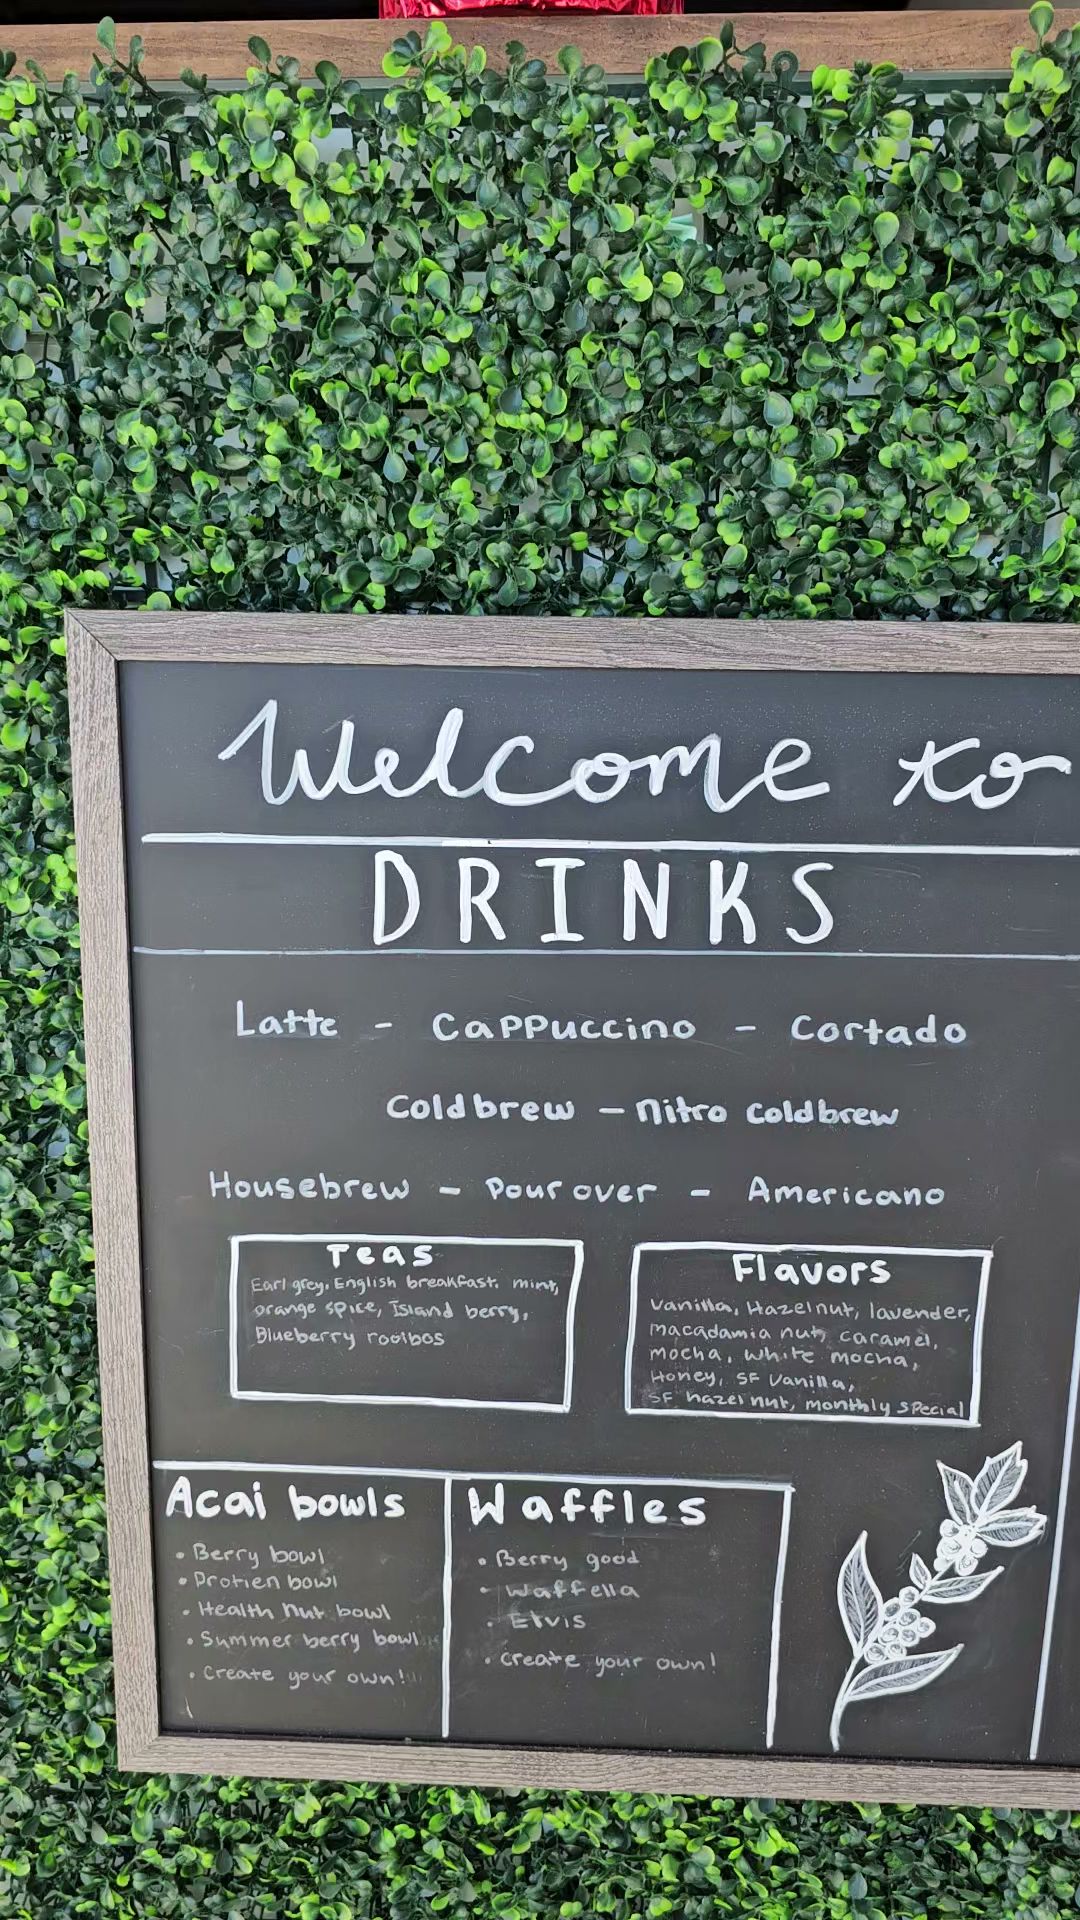 Welcome to
DRINKS
Latte - Cappuccino - Cortado
Coldbrew - Nitro coldbrew
Housebrew - Pour over - Americano
Teas
Earl grey, English breakfast, mint,
orange spice, Island berry,
Blueberry rooibos
Flavors
Vanilla, Hazelnut, lavender,
macadamia nut, caramel,
mocha, white mocha,
Honey, SF Vanilla,
SF hazelnut, monthly special
Acai bowls
• Berry bowl
• Protien bowl
• Health nut bowl
• Summer berry bowl
• Create your own!
Waffles
• Berry good
• Waffella
• Elvis
• create your own!